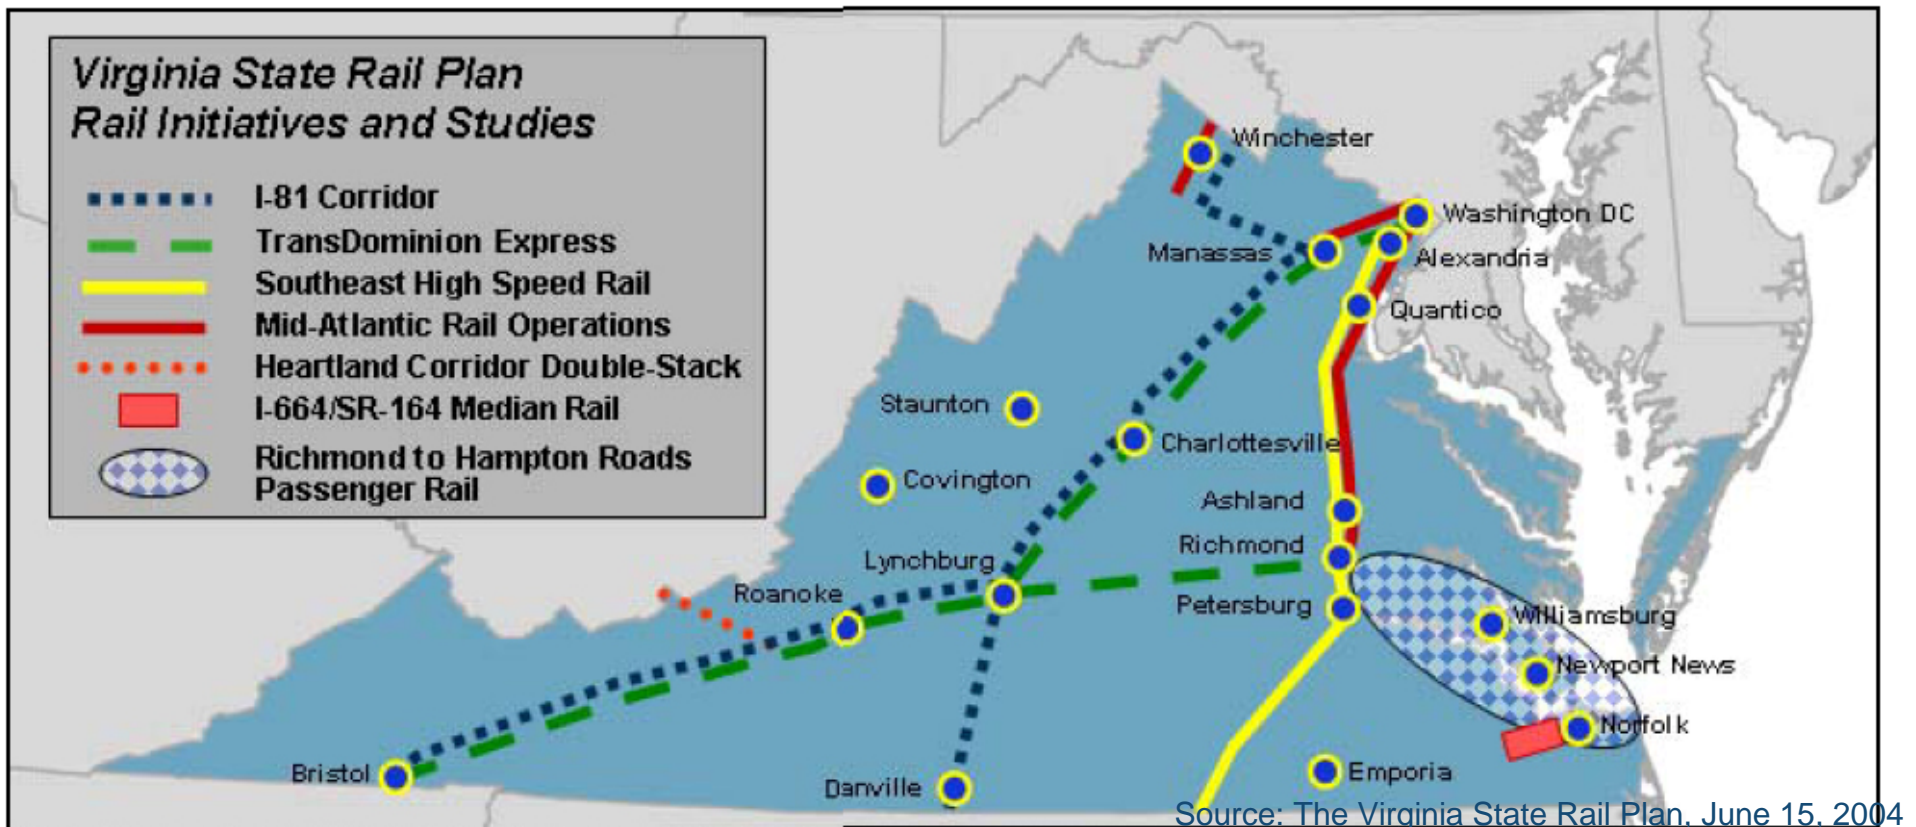 Virginia State Rail Plan
Rail Initiatives and Studies
I-81 Corridor
TransDominion Express
Southeast High Speed Rail
Mid-Atlantic Rail Operations
Heartland Corridor Double-Stack
I-664/SR-164 Median Rail
Richmond to Hampton Roads
Passenger Rail
Winchester
Washington DC
Manassas
Alexandria
Quantico
Staunton
Charlottesville
Covington
Ashland
Richmond
Lynchburg
Roanoke
Petersburg
Williamsburg
Newport News
Norfolk
Bristol
Danville
Emporia
Source: The Virginia State Rail Plan, June 15, 2004